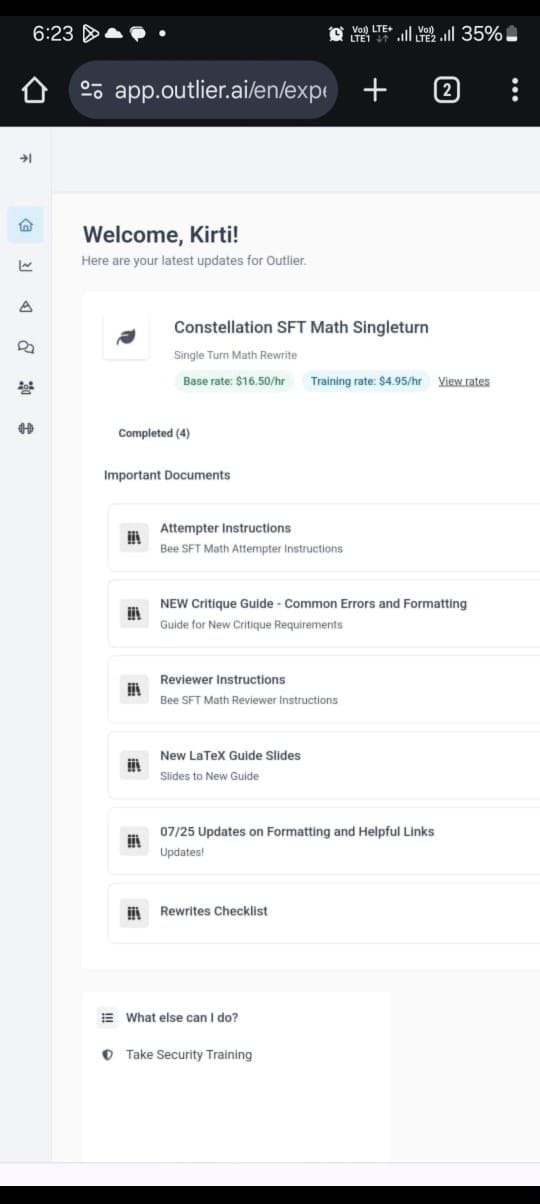 6:23
Vo) LTE+ Vo) 35%
LTE1 LTE2
app.outlier.ai/en/expe
2
Welcome, Kirti!
Here are your latest updates for Outlier.
Constellation SFT Math Singleturn
Single Turn Math Rewrite
Base rate: $16.50/hr Training rate: $4.95/hr View rates
Completed (4)
Important Documents
Attempter Instructions
Bee SFT Math Attempter Instructions
NEW Critique Guide - Common Errors and Formatting
Guide for New Critique Requirements
Reviewer Instructions
Bee SFT Math Reviewer Instructions
New LaTeX Guide Slides
Slides to New Guide
07/25 Updates on Formatting and Helpful Links
Updates!
Rewrites Checklist
What else can I do?
Take Security Training